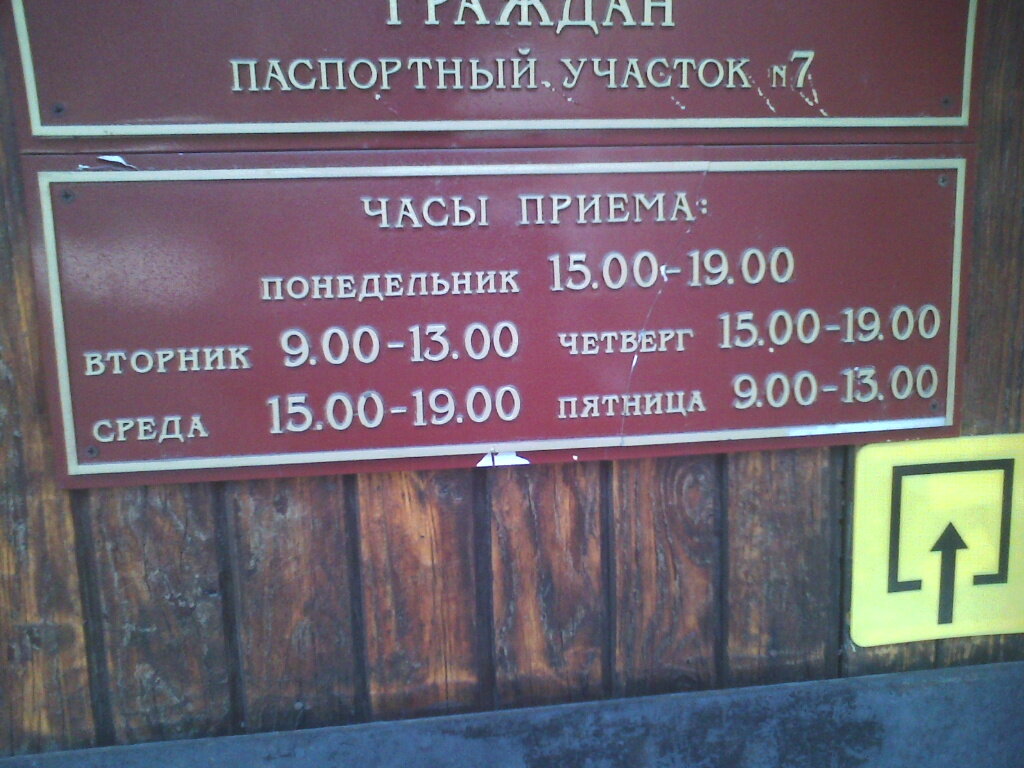 ГРАЖДАН
ПАСПОРТНЫЙ УЧАСТОК N7
ЧАСЫ ПРИЕМА:
ПОНЕДЕЛЬНИК 15.00-19.00
ВТОРНИК 9.00-13.00 ЧЕТВЕРГ 15.00-19.00
СРЕДА 15.00-19.00 ПЯТНИЦА 9.00-13.00